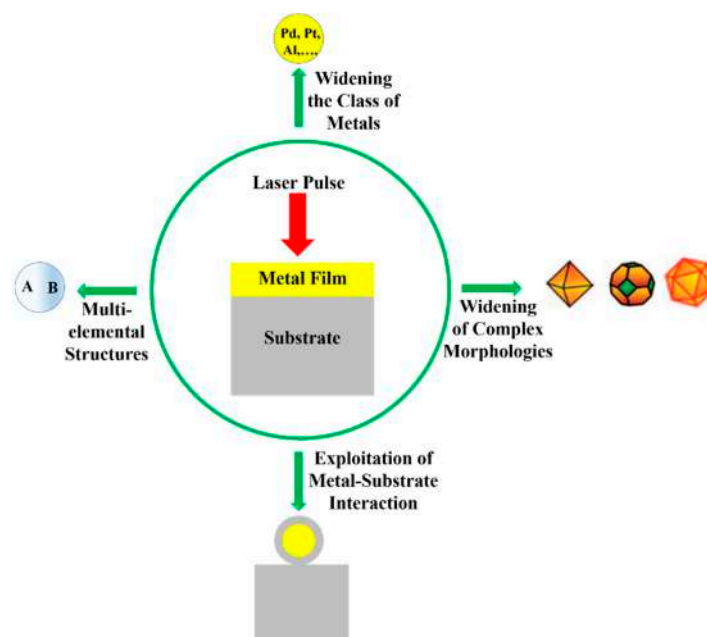 Pd, Pt,
Al,...,
Widening
the Class of
Metals
Laser Pulse
Metal Film
Substrate
A B
Multi-
elemental
Structures
Widening
of Complex
Morphologies
Exploitation of
Metal-Substrate
Interaction